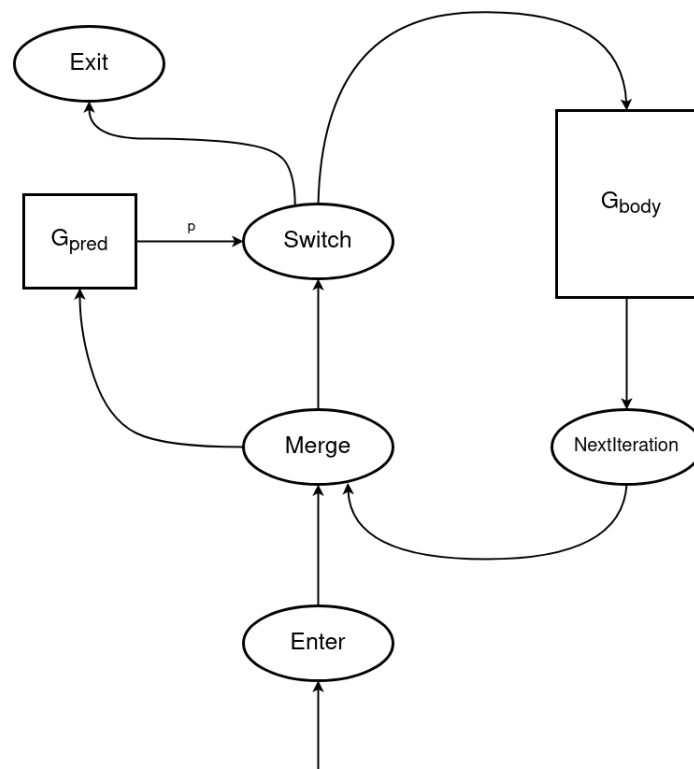 Exit
G_pred
p
Switch
G_body
Merge
NextIteration
Enter